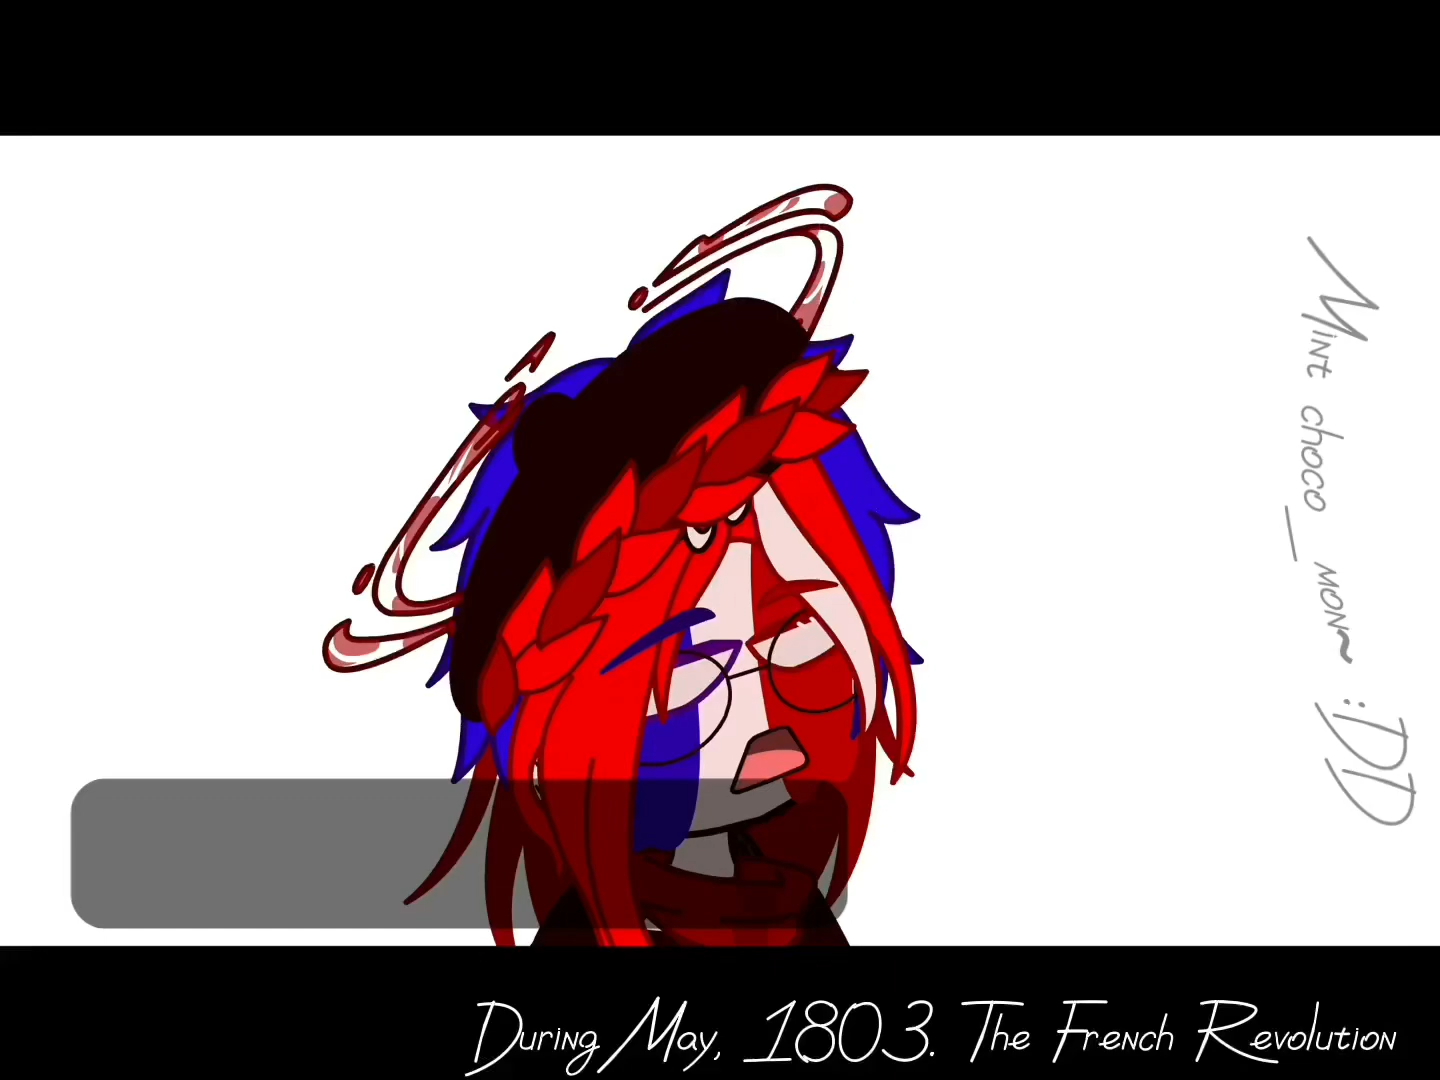 Mint choco_mon~ :DD
During May, 1803. The French Revolution